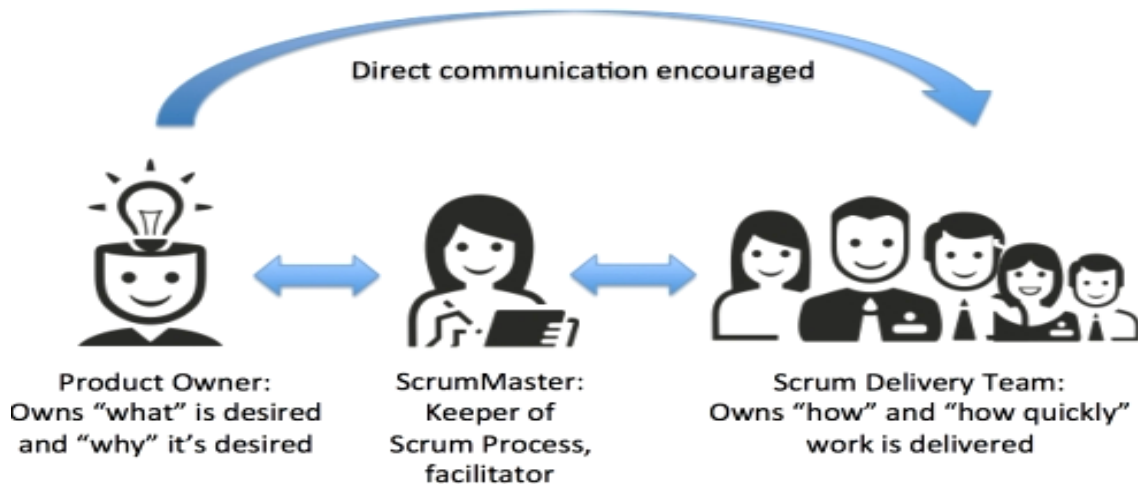 Direct communication encouraged
Product Owner:
Owns “what” is desired
and “why” it’s desired
ScrumMaster:
Keeper of
Scrum Process,
facilitator
Scrum Delivery Team:
Owns “how” and “how quickly”
work is delivered